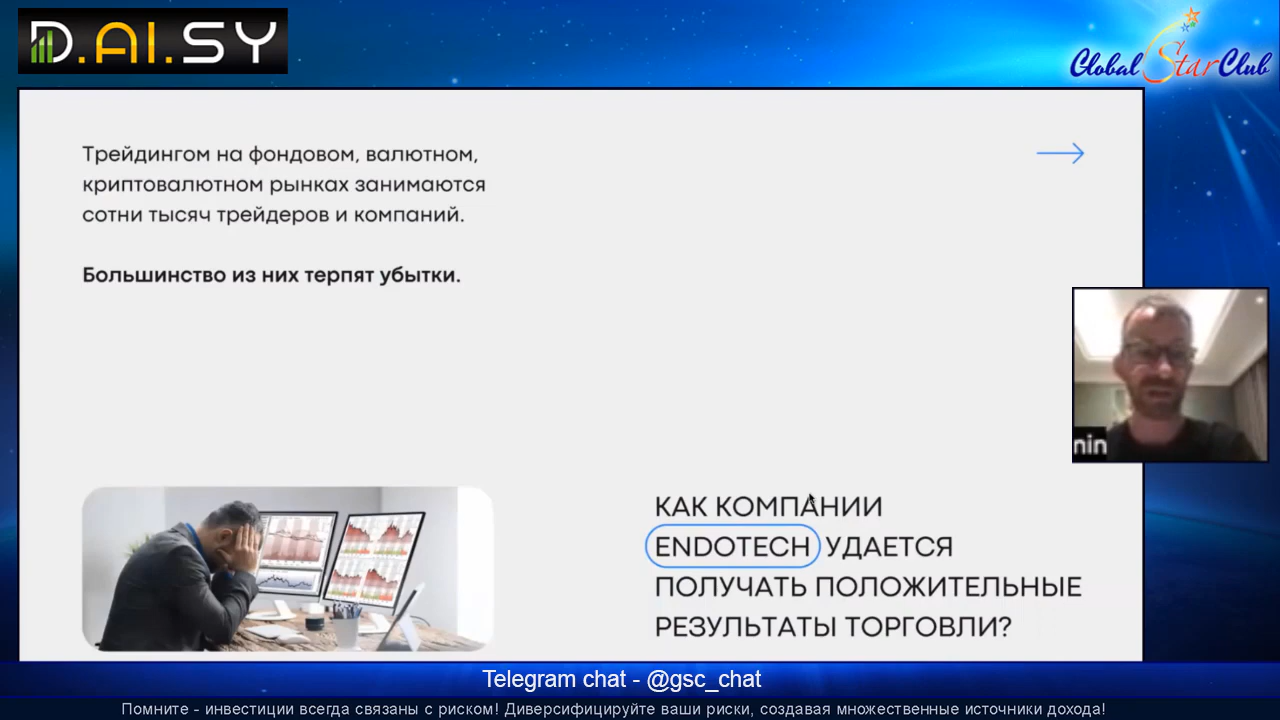 D.AI.SY
Global Star Club
Трейдингом на фондовом, валютном,
криптовалютном рынках занимаются
сотни тысяч трейдеров и компаний.
Большинство из них терпят убытки.
nin
КАК КОМПАНИИ
ENDOTECH УДАЕТСЯ
ПОЛУЧАТЬ ПОЛОЖИТЕЛЬНЫЕ
РЕЗУЛЬТАТЫ ТОРГОВЛИ?
Telegram chat - @gsc_chat
Помните - инвестиции всегда связаны с риском! Диверсифицируйте ваши риски, создавая множественные источники дохода!